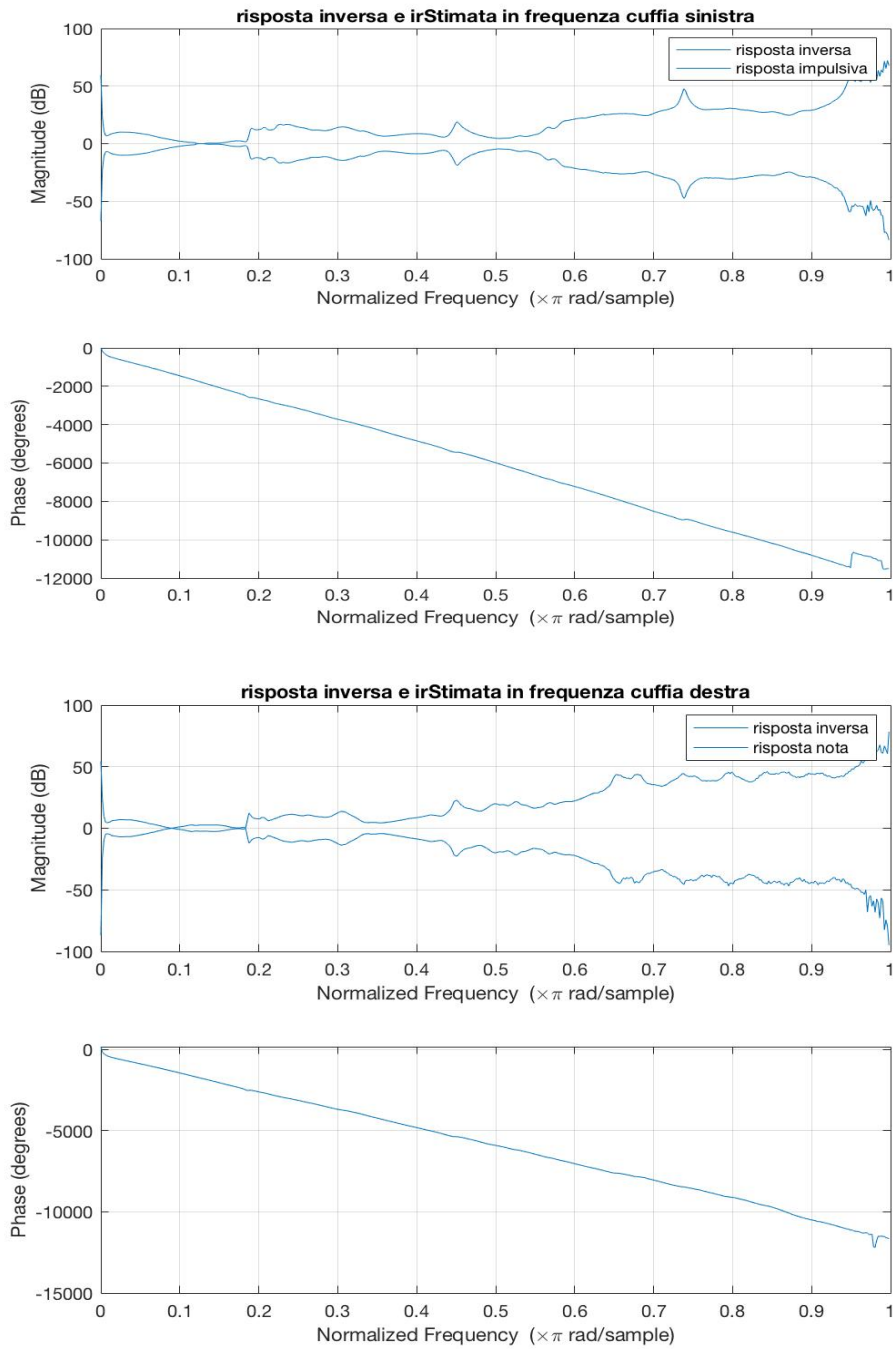 risposta inversa e irStimata in frequenza cuffia sinistra
100
50
0
-50
-100
Magnitude (dB)
risposta inversa
risposta impulsiva
0 0.1 0.2 0.3 0.4 0.5 0.6 0.7 0.8 0.9 1
Normalized Frequency (×π rad/sample)
0
-2000
-4000
-6000
-8000
-10000
-12000
Phase (degrees)
0 0.1 0.2 0.3 0.4 0.5 0.6 0.7 0.8 0.9 1
Normalized Frequency (×π rad/sample)
risposta inversa e irStimata in frequenza cuffia destra
100
50
0
-50
-100
Magnitude (dB)
risposta inversa
risposta nota
0 0.1 0.2 0.3 0.4 0.5 0.6 0.7 0.8 0.9 1
Normalized Frequency (×π rad/sample)
0
-5000
-10000
-15000
Phase (degrees)
0 0.1 0.2 0.3 0.4 0.5 0.6 0.7 0.8 0.9 1
Normalized Frequency (×π rad/sample)